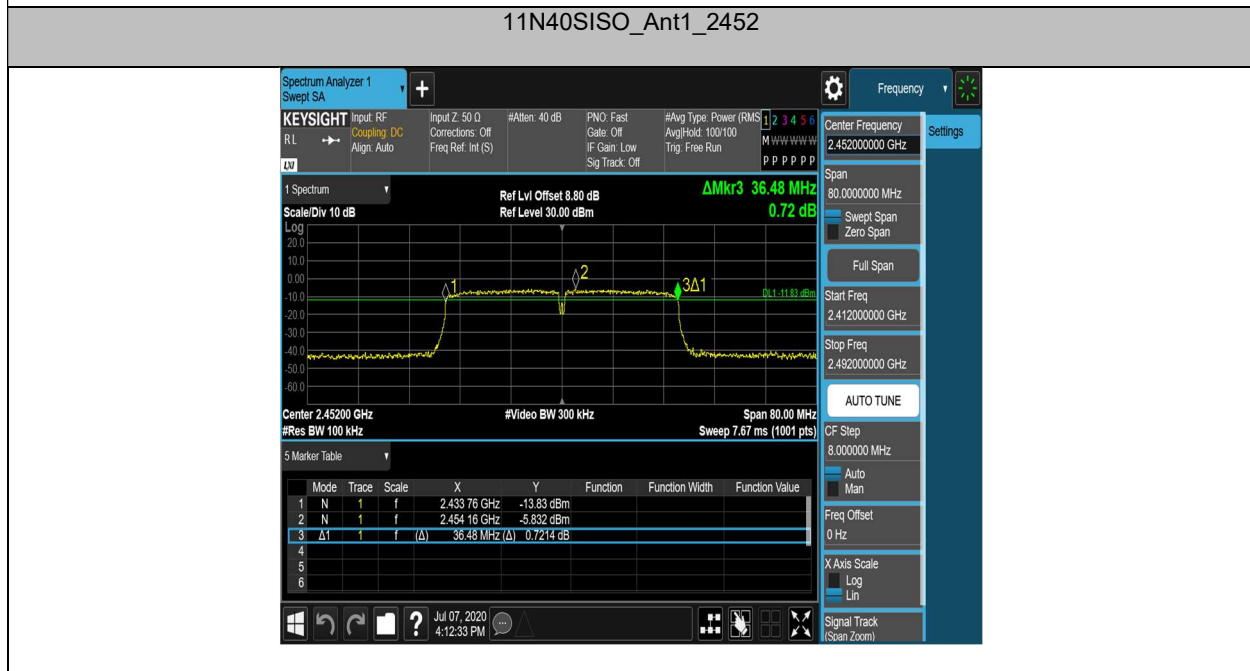 11N40SISO_Ant1_2452
Spectrum Analyzer 1
Swept SA
+
Frequency
KEYSIGHT
RL
LXI
Input: RF
Coupling: DC
Align: Auto
Input Z: 50 Ω
Corrections: Off
Freq Ref: Int (S)
#Atten: 40 dB
PNO: Fast
Gate: Off
IF Gain: Low
Sig Track: Off
#Avg Type: Power (RMS
Avg|Hold: 100/100
Trig: Free Run
1 2 3 4 5 6
M W W W W W
P P P P P P
1 Spectrum
Scale/Div 10 dB
Ref Lvl Offset 8.80 dB
Ref Level 30.00 dBm
ΔMkr3 36.48 MHz
0.72 dB
Log
20.0
10.0
0.00
-10.0
-20.0
-30.0
-40.0
-50.0
-60.0
1
2
3Δ1
DL1 -11.83 dBm
Center 2.45200 GHz
#Video BW 300 kHz
Span 80.00 MHz
#Res BW 100 kHz
Sweep 7.67 ms (1001 pts)
5 Marker Table
Mode Trace Scale X Y Function Function Width Function Value
1 N 1 f 2.433 76 GHz -13.83 dBm
2 N 1 f 2.454 16 GHz -5.832 dBm
3 Δ1 1 f (Δ) 36.48 MHz (Δ) 0.7214 dB
4
5
6
Jul 07, 2020
4:12:33 PM
Center Frequency
2.452000000 GHz
Settings
Span
80.0000000 MHz
Swept Span
Zero Span
Full Span
Start Freq
2.412000000 GHz
Stop Freq
2.492000000 GHz
AUTO TUNE
CF Step
8.000000 MHz
Auto
Man
Freq Offset
0 Hz
X Axis Scale
Log
Lin
Signal Track
(Span Zoom)